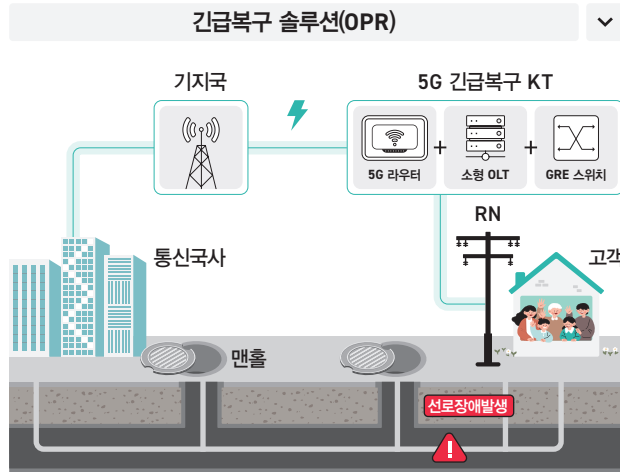 긴급복구 솔루션(OPR)
기지국
5G 긴급복구 KT
5G 라우터
+
소형 OLT
+
GRE 스위치
RN
통신국사
고객
맨홀
선로장애발생